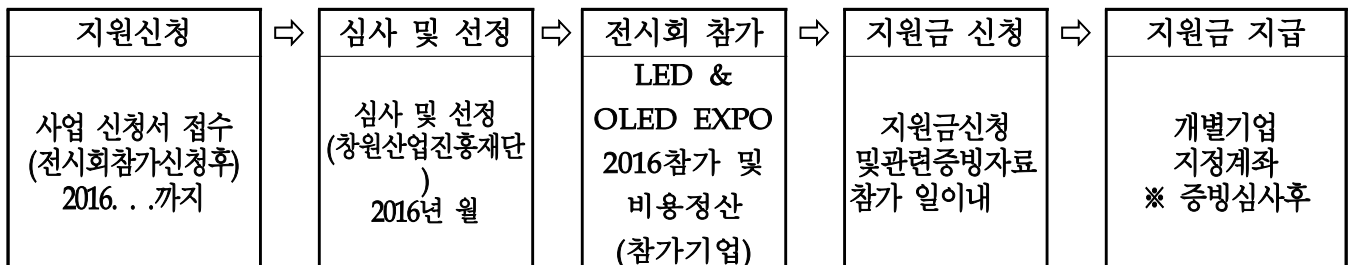 지원신청
⇨
심사 및 선정
⇨
전시회 참가
⇨
지원금 신청
⇨
지원금 지급
사업 신청서 접수
(전시회참가신청후)
2016. . .까지
심사 및 선정
(창원산업진흥재단
)
2016년 월
LED &
OLED EXPO
2016참가 및
비용정산
(참가기업)
지원금신청
및관련증빙자료
참가 일이내
개별기업
지정계좌
※ 증빙심사후